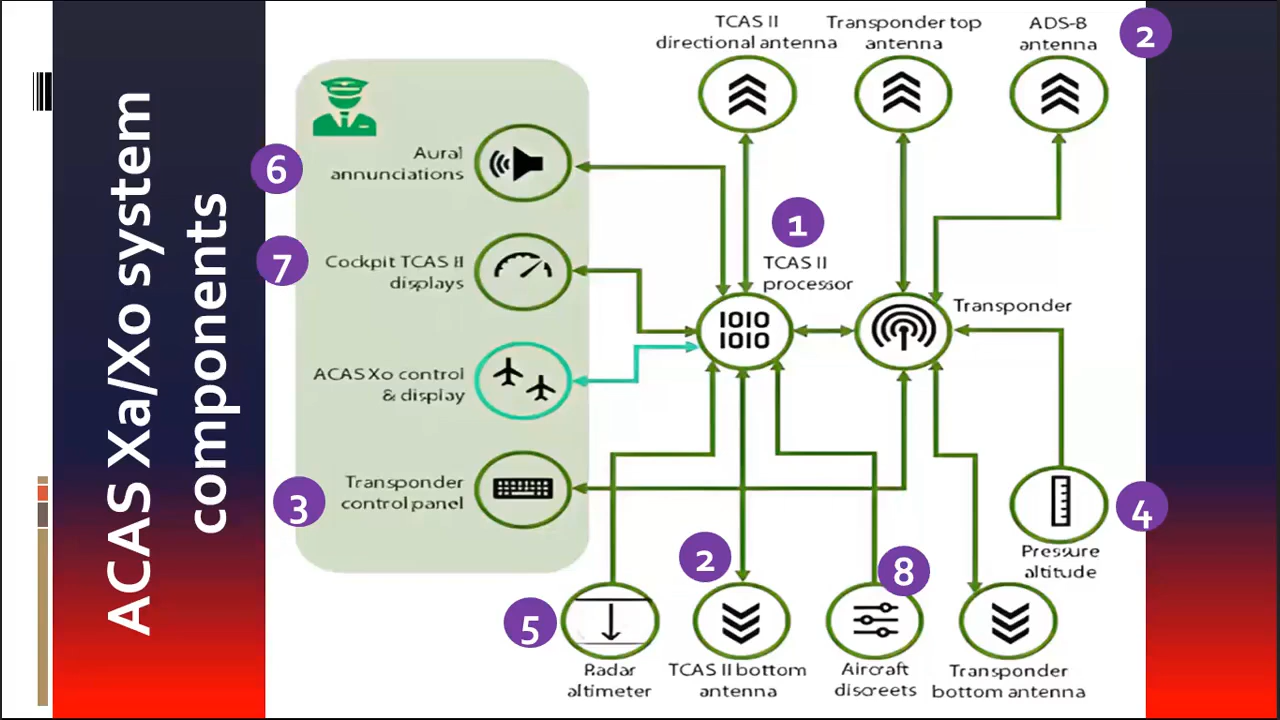 ACAS Xa/Xo system
components
TCAS II
directional antenna
Transponder top
antenna
ADS-B
antenna
2
6
Aural
annunciations
7
Cockpit TCAS II
displays
ACAS Xo control
& display
3
Transponder
control panel
1
TCAS II
processor
IOIO
IOIO
Transponder
4
Pressure
altitude
5
Radar
altimeter
2
TCAS II bottom
antenna
8
Aircraft
discreets
Transponder
bottom antenna